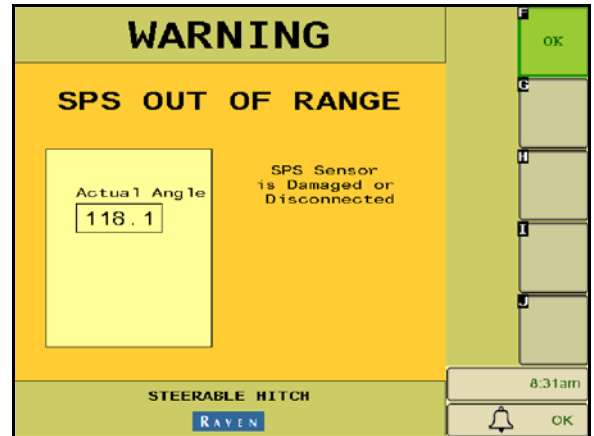 WARNING
SPS OUT OF RANGE
Actual Angle
118.1
SPS Sensor
is Damaged or
Disconnected
STEERABLE HITCH
RAVEN
F
OK
G
H
I
J
8:31am
OK